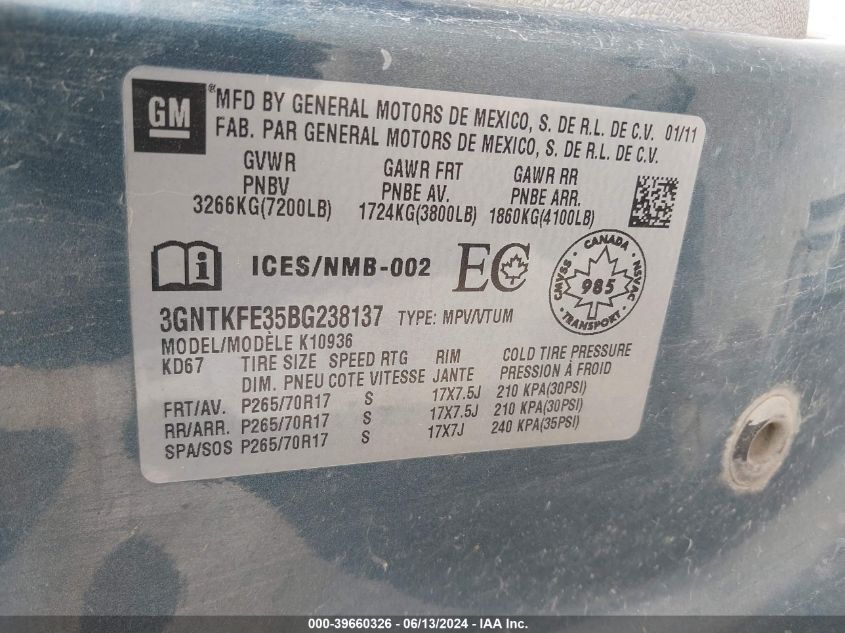 GM
® MFD BY GENERAL MOTORS DE MEXICO, S. DE R.L. DE C.V. 01/11
FAB. PAR GENERAL MOTORS DE MEXICO, S. DE R.L. DE C.V.
GVWR GAWR FRT GAWR RR
PNBV PNBE AV. PNBE ARR.
3266KG(7200LB) 1724KG(3800LB) 1860KG(4100LB)
i ICES/NMB-002 EC CANADA CMVSS NSVAC 985 TRANSPORT
3GNTKFE35BG238137 TYPE: MPV/VTUM
MODEL/MODÈLE K10936
KD67 TIRE SIZE SPEED RTG RIM COLD TIRE PRESSURE
DIM. PNEU COTE VITESSE JANTE PRESSION À FROID
FRT/AV. P265/70R17 S 17X7.5J 210 KPA(30PSI)
RR/ARR. P265/70R17 S 17X7.5J 210 KPA(30PSI)
SPA/SOS P265/70R17 S 17X7J 240 KPA(35PSI)
000-39660326 / 06/13/2024 - IAA Inc.